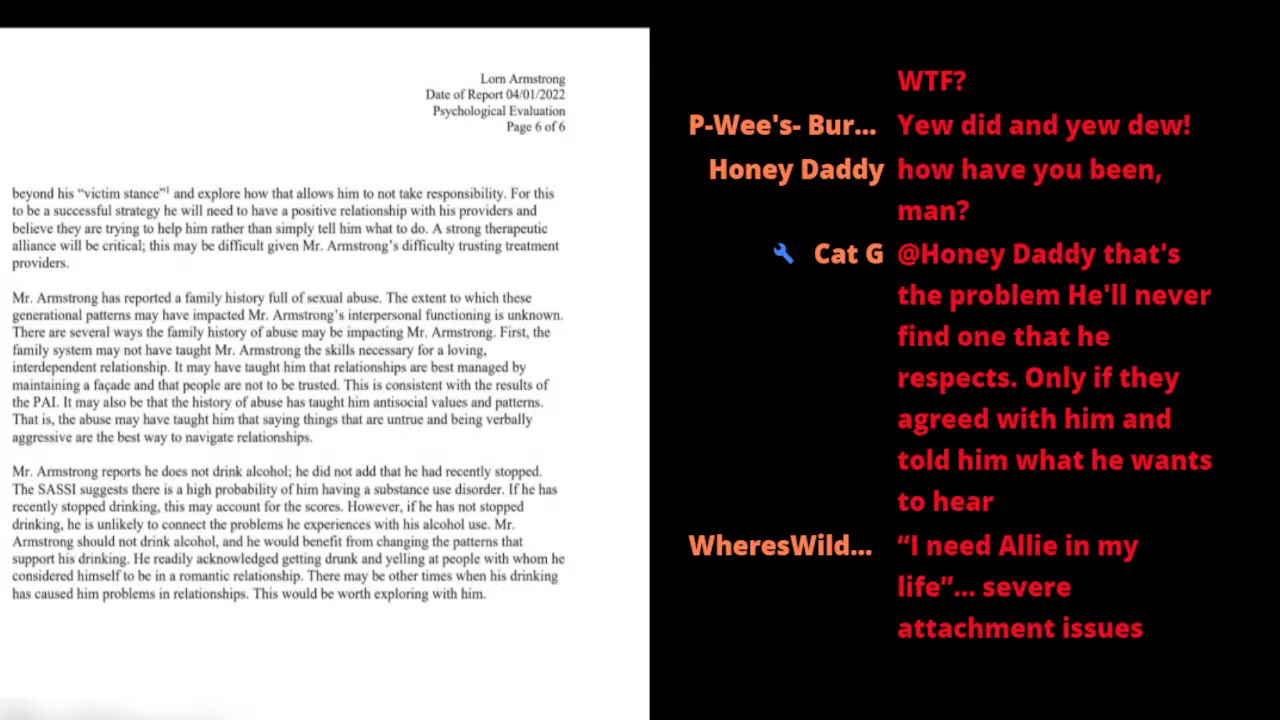 Lorn Armstrong
Date of Report 04/01/2022
Psychological Evaluation
Page 6 of 6
beyond his “victim stance”¹ and explore how that allows him to not take responsibility. For this
to be a successful strategy he will need to have a positive relationship with his providers and
believe they are trying to help him rather than simply tell him what to do. A strong therapeutic
alliance will be critical; this may be difficult given Mr. Armstrong’s difficulty trusting treatment
providers.
Mr. Armstrong has reported a family history full of sexual abuse. The extent to which these
generational patterns may have impacted Mr. Armstrong’s interpersonal functioning is unknown.
There are several ways the family history of abuse may be impacting Mr. Armstrong. First, the
family system may not have taught Mr. Armstrong the skills necessary for a loving,
interdependent relationship. It may have taught him that relationships are best managed by
maintaining a façade and that people are not to be trusted. This is consistent with the results of
the PAI. It may also be that the history of abuse has taught him antisocial values and patterns.
That is, the abuse may have taught him that saying things that are untrue and being verbally
aggressive are the best way to navigate relationships.
Mr. Armstrong reports he does not drink alcohol; he did not add that he had recently stopped.
The SASSI suggests there is a high probability of him having a substance use disorder. If he has
recently stopped drinking, this may account for the scores. However, if he has not stopped
drinking, he is unlikely to connect the problems he experiences with his alcohol use. Mr.
Armstrong should not drink alcohol, and he would benefit from changing the patterns that
support his drinking. He readily acknowledged getting drunk and yelling at people with whom he
considered himself to be in a romantic relationship. There may be other times when his drinking
has caused him problems in relationships. This would be worth exploring with him.
WTF?
P-Wee's- Bur... Yew did and yew dew!
Honey Daddy how have you been,
man?
Cat G @Honey Daddy that's
the problem He'll never
find one that he
respects. Only if they
agreed with him and
told him what he wants
to hear
WheresWild... “I need Allie in my
life”... severe
attachment issues